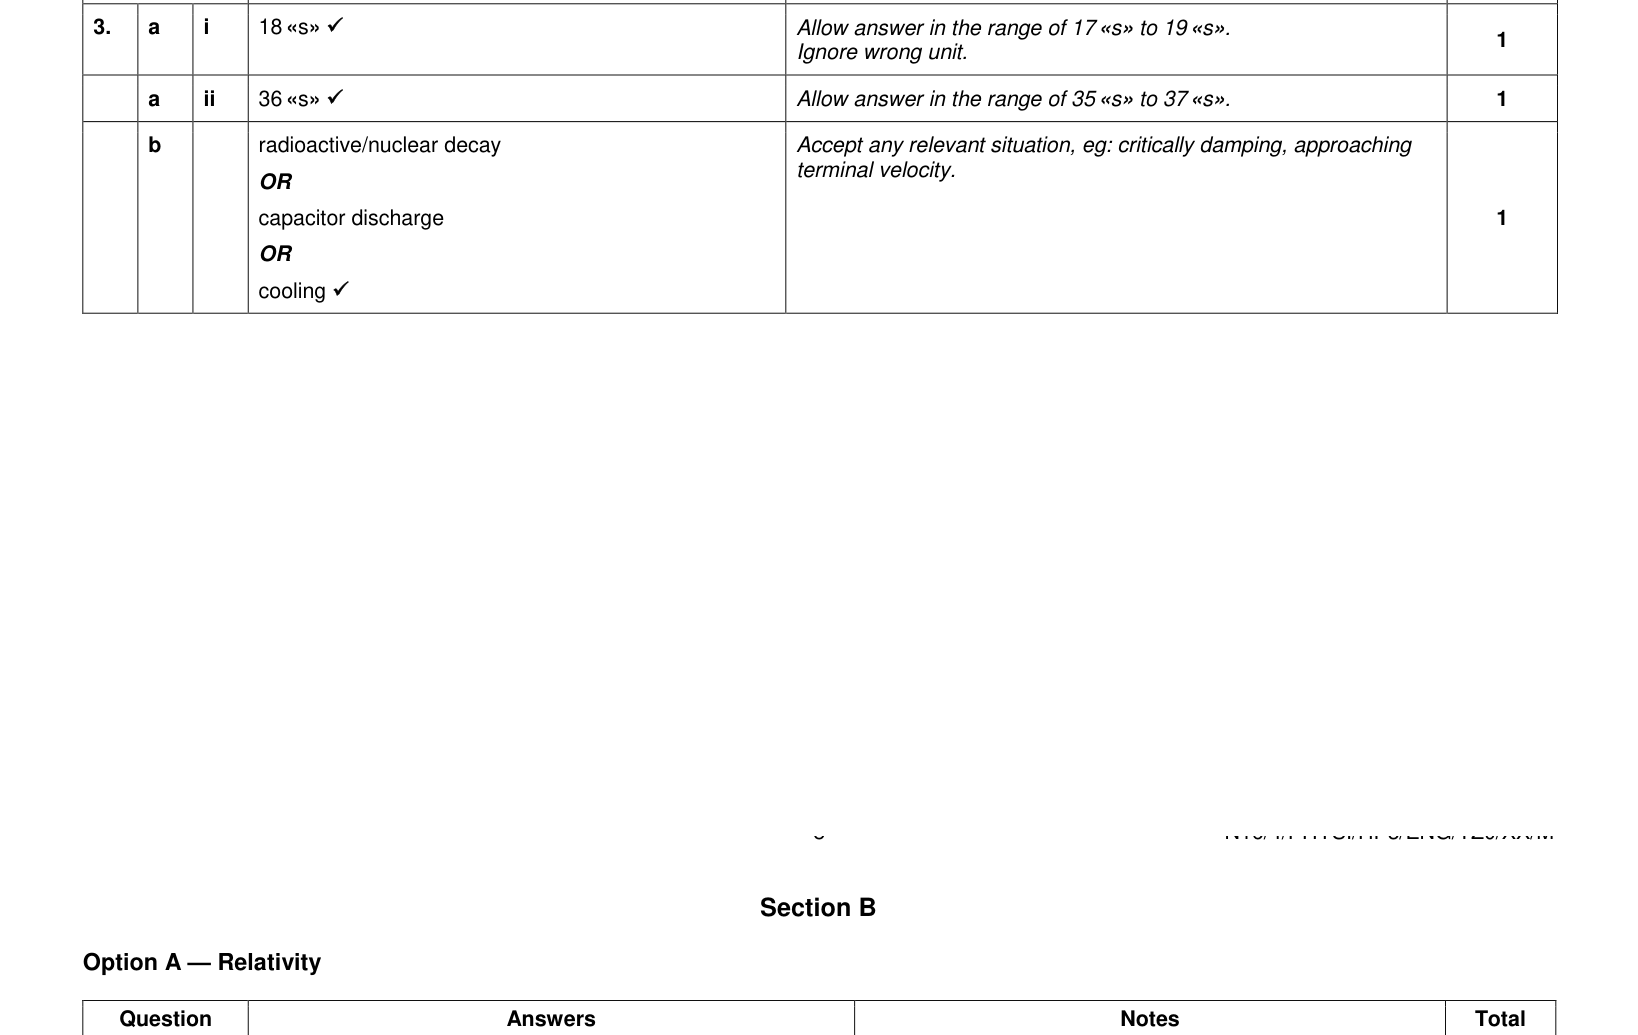 3. a i 18 «s» ✓ Allow answer in the range of 17 «s» to 19 «s».
Ignore wrong unit. 1
a ii 36 «s» ✓ Allow answer in the range of 35 «s» to 37 «s». 1
b radioactive/nuclear decay Accept any relevant situation, eg: critically damping, approaching
terminal velocity.
OR
capacitor discharge 1
OR
cooling ✓
Section B
Option A — Relativity
Question Answers Notes Total